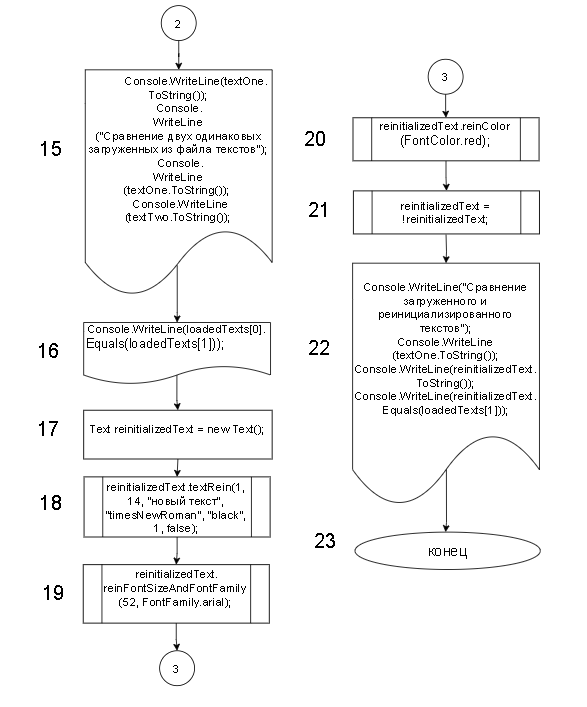 2
15
Console.WriteLine(textOne.
ToString());
Console.
WriteLine
("Сравнение двух одинаковых
загруженных из файла текстов");
Console.
WriteLine
(textOne.ToString());
Console.WriteLine
(textTwo.ToString());
16
Console.WriteLine(loadedTexts[0].
Equals(loadedTexts[1]));
17
Text reinitializedText = new Text();
18
reinitializedText.textRein(1,
14, "новый текст",
"timesNewRoman", "black",
1, false);
19
reinitializedText.
reinFontSizeAndFontFamily
(52, FontFamily.arial);
3
3
20
reinitializedText.reinColor
(FontColor.red);
21
reinitializedText =
!reinitializedText;
22
Console.WriteLine("Сравнение
загруженного и
реинициализированного
текстов");
Console.WriteLine
(textOne.ToString());
Console.WriteLine(reinitializedText.
ToString());
Console.WriteLine(reinitializedText.
Equals(loadedTexts[1]));
23
конец